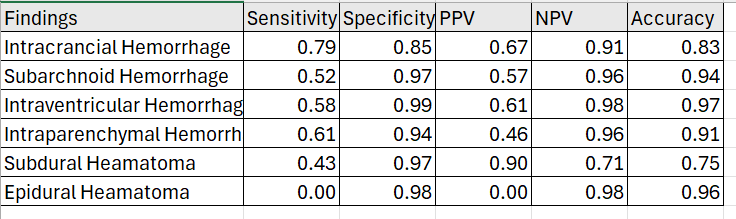 Findings Sensitivity Specificity PPV NPV Accuracy
Intracrancial Hemorrhage 0.79 0.85 0.67 0.91 0.83
Subarchnoid Hemorrhage 0.52 0.97 0.57 0.96 0.94
Intraventricular Hemorrhag 0.58 0.99 0.61 0.98 0.97
Intraparenchymal Hemorrh 0.61 0.94 0.46 0.96 0.91
Subdural Heamatoma 0.43 0.97 0.90 0.71 0.75
Epidural Heamatoma 0.00 0.98 0.00 0.98 0.96